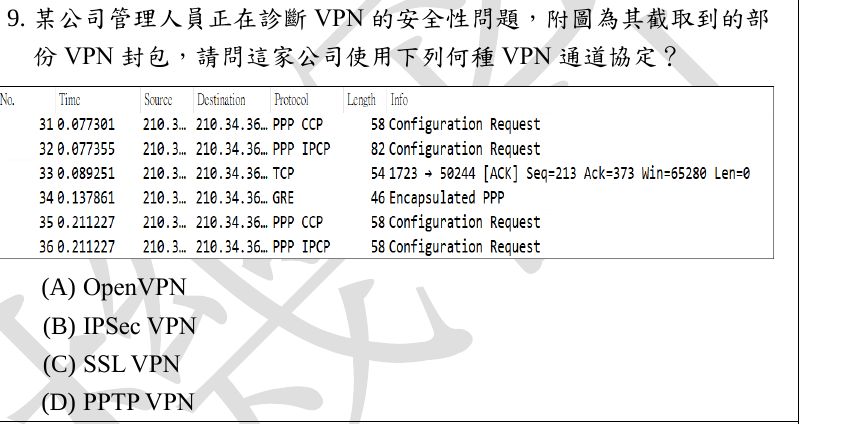 9. 某公司管理人員正在診斷 VPN 的安全性問題，附圖為其截取到的部
份 VPN 封包，請問這家公司使用下列何種 VPN 通道協定？
No. Time Source Destination Protocol Length Info
31 0.077301 210.3… 210.34.36… PPP CCP 58 Configuration Request
32 0.077355 210.3… 210.34.36… PPP IPCP 82 Configuration Request
33 0.089251 210.3… 210.34.36… TCP 54 1723 → 50244 [ACK] Seq=213 Ack=373 Win=65280 Len=0
34 0.137861 210.3… 210.34.36… GRE 46 Encapsulated PPP
35 0.211227 210.3… 210.34.36… PPP CCP 58 Configuration Request
36 0.211227 210.3… 210.34.36… PPP IPCP 58 Configuration Request
(A) OpenVPN
(B) IPSec VPN
(C) SSL VPN
(D) PPTP VPN